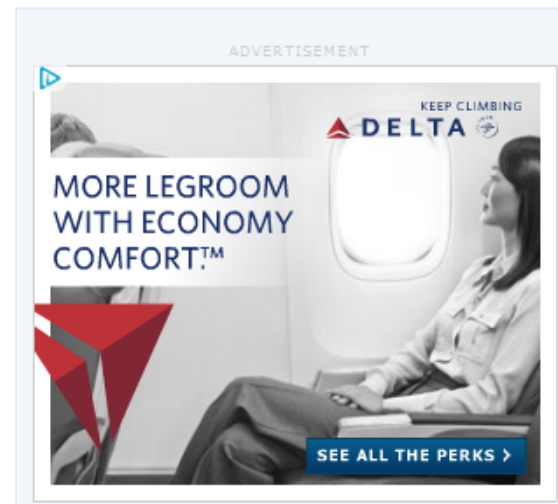 ADVERTISEMENT
KEEP CLIMBING
DELTA
MORE LEGROOM
WITH ECONOMY
COMFORT.™
SEE ALL THE PERKS >